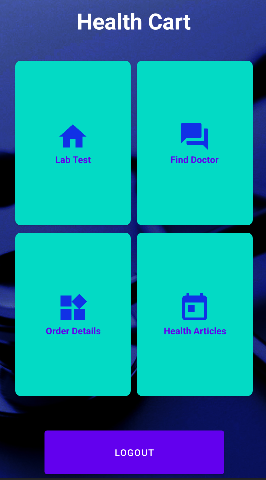 Health Cart
Lab Test
Find Doctor
Order Details
Health Articles
LOGOUT